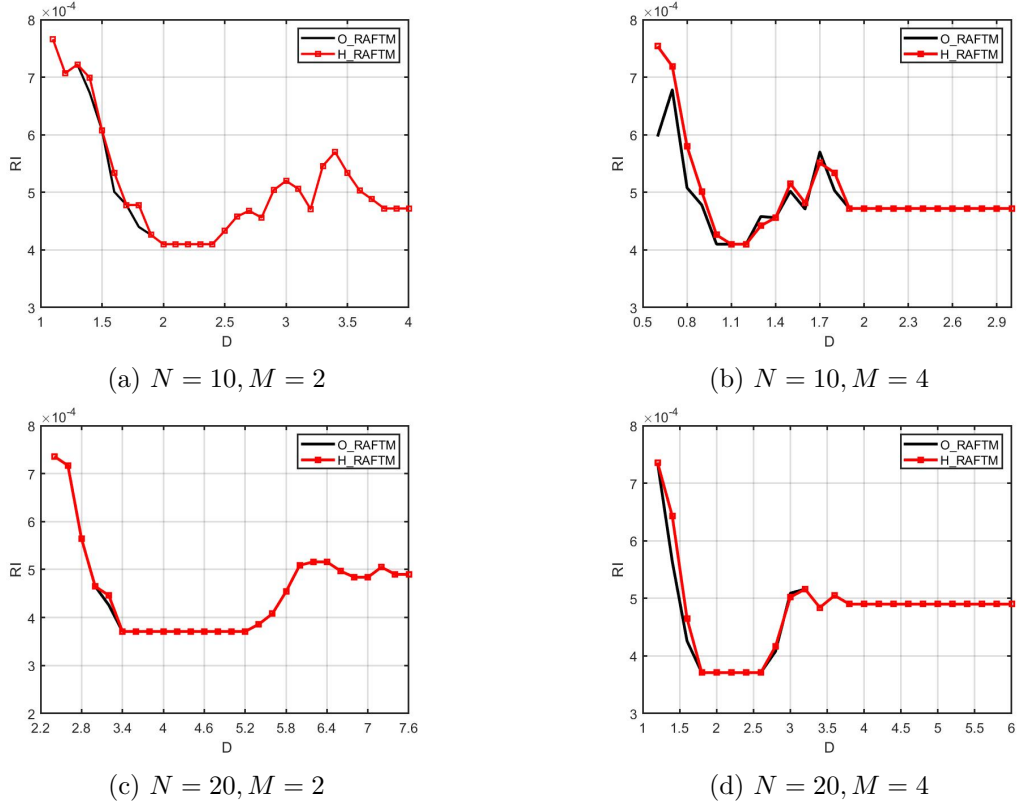 ×10⁻⁴
8
7
6
5
4
3
RI
1 1.5 2 2.5 3 3.5 4
D
O_RAFTM
H_RAFTM
(a) N = 10, M = 2
×10⁻⁴
8
7
6
5
4
3
RI
0.5 0.8 1.1 1.4 1.7 2 2.3 2.6 2.9
D
O_RAFTM
H_RAFTM
(b) N = 10, M = 4
×10⁻⁴
8
7
6
5
4
3
2
RI
2.2 2.8 3.4 4 4.6 5.2 5.8 6.4 7 7.6
D
O_RAFTM
H_RAFTM
(c) N = 20, M = 2
×10⁻⁴
8
7
6
5
4
3
RI
1 1.5 2 2.5 3 3.5 4 4.5 5 5.5 6
D
O_RAFTM
H_RAFTM
(d) N = 20, M = 4